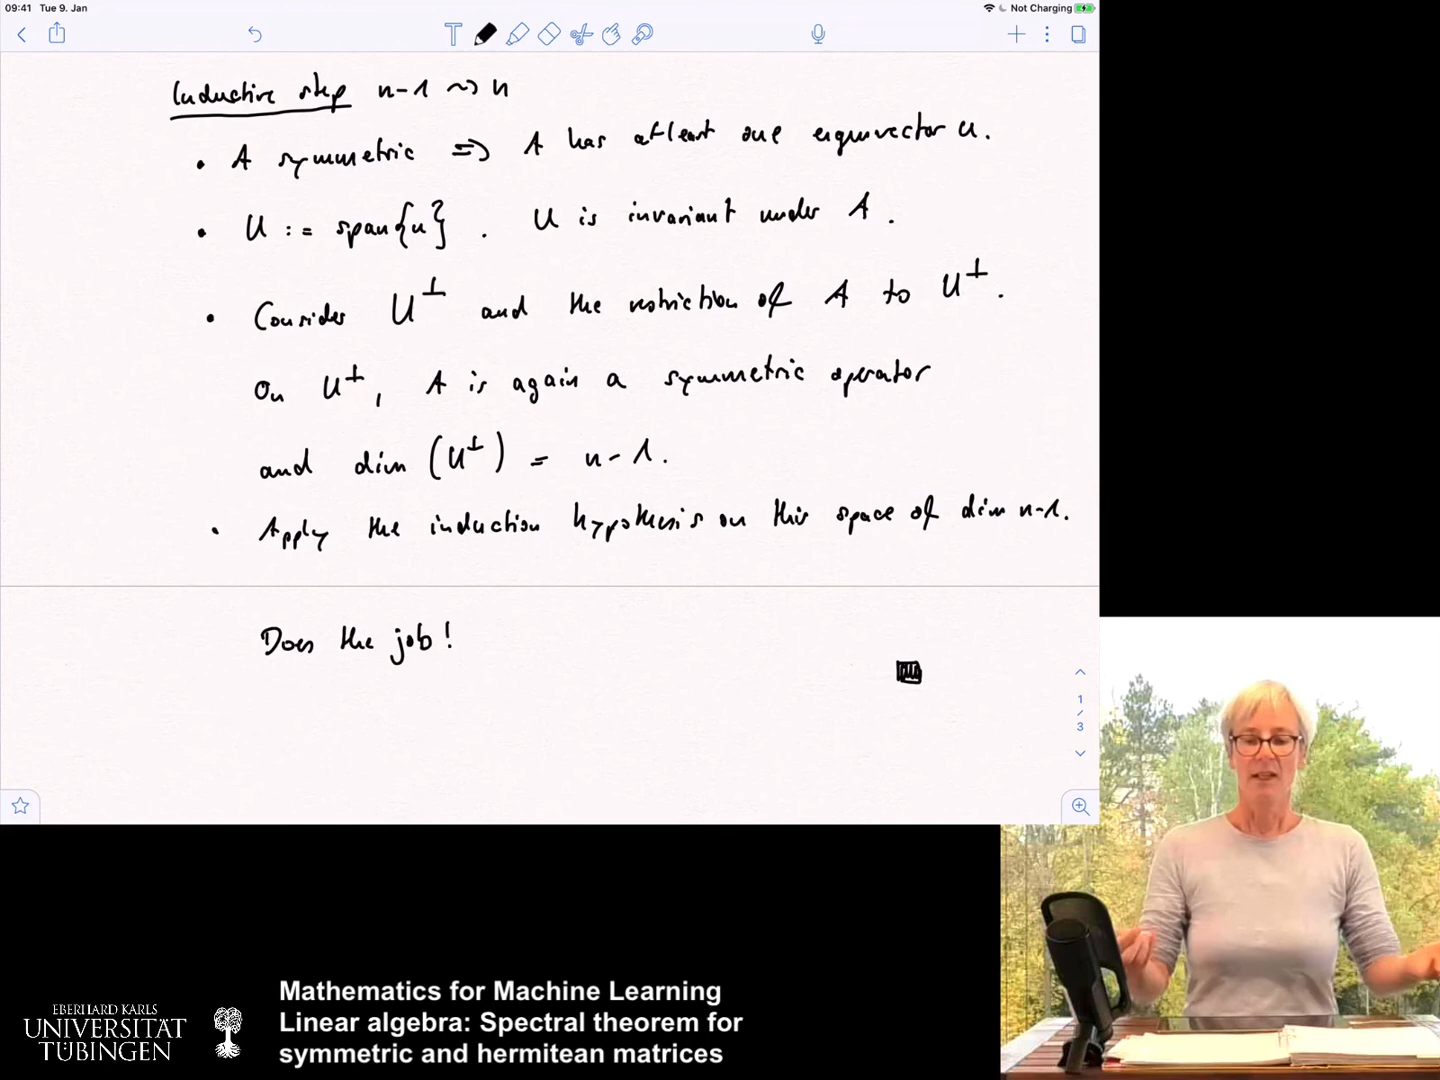 09:41 Tue 9. Jan
Not Charging
Inductive step n-1 ⤳ n
• A symmetric => A has at least one eigenvector u.
• U := span{u}. U is invariant under A.
• Consider U⊥ and the restriction of A to U⊥.
On U⊥, A is again a symmetric operator
and dim (U⊥) = n-1.
• Apply the induction hypothesis on this space of dim n-1.
Does the job!
1
/
3
EBERHARD KARLS
UNIVERSITÄT
TÜBINGEN
Mathematics for Machine Learning
Linear algebra: Spectral theorem for
symmetric and hermitean matrices